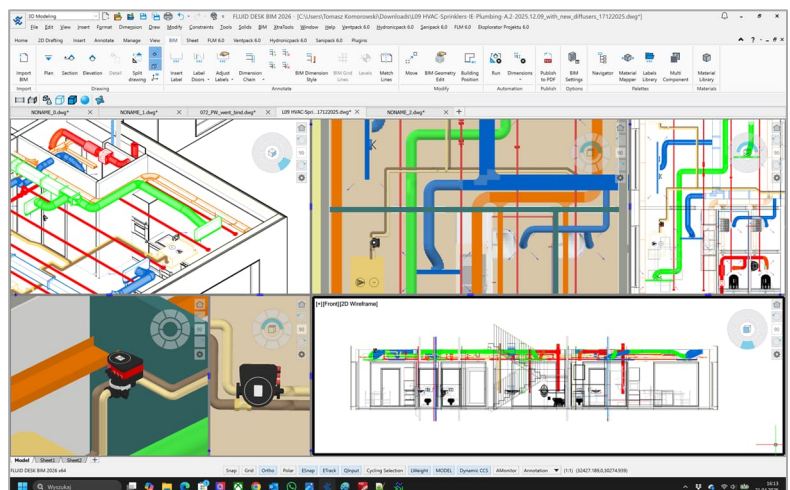 3D Modeling
FLUID DESK BIM 2026 - [C:\Users\Tomasz Komorowski\Downloads\L09 HVAC-Sprinklers-IE-Plumbing-A.2-2025.12.09_with_new_diffusers_17122025.dwg*]
File Edit View Insert Format Dimension Draw Modify Constraints Tools Solids BIM XtraTools Window Help Ventpack 6.0 Hydronicpack 6.0 Sanipack 6.0 FLM 6.0 Eksplorator Projektu 6.0
Home 2D Drafting Insert Annotate Manage View BIM Sheet FLM 6.0 Ventpack 6.0 Hydronicpack 6.0 Sanipack 6.0 Plugins
Import BIM Plan Section Elevation Detail Split drawing Insert Label Label Doors Adjust Labels Dimension Chain BIM Dimension Style BIM Grid Lines Levels Match Lines Move BIM Geometry Edit Building Position Run Dimensions Publish to PDF BIM Settings Navigator Material Mapper Labels Library Multi Component Material Library
Import Drawing Annotate Modify Automation Publish Options Palettes Materials
NONAME_0.dwg* NONAME_1.dwg* 072_PW_went_bind.dwg* L09 HVAC-Spri...17122025.dwg* NONAME_2.dwg*
[+][Front][2D Wireframe]
Model Sheet1 Sheet2
FLUID DESK BIM 2026 x64 Snap Grid Ortho Polar ESnap ETrack QInput Cycling Selection LWeight MODEL Dynamic CCS AMonitor Annotation (1:1) (32427.189,0,30274.939)
Wyszukaj 16:13